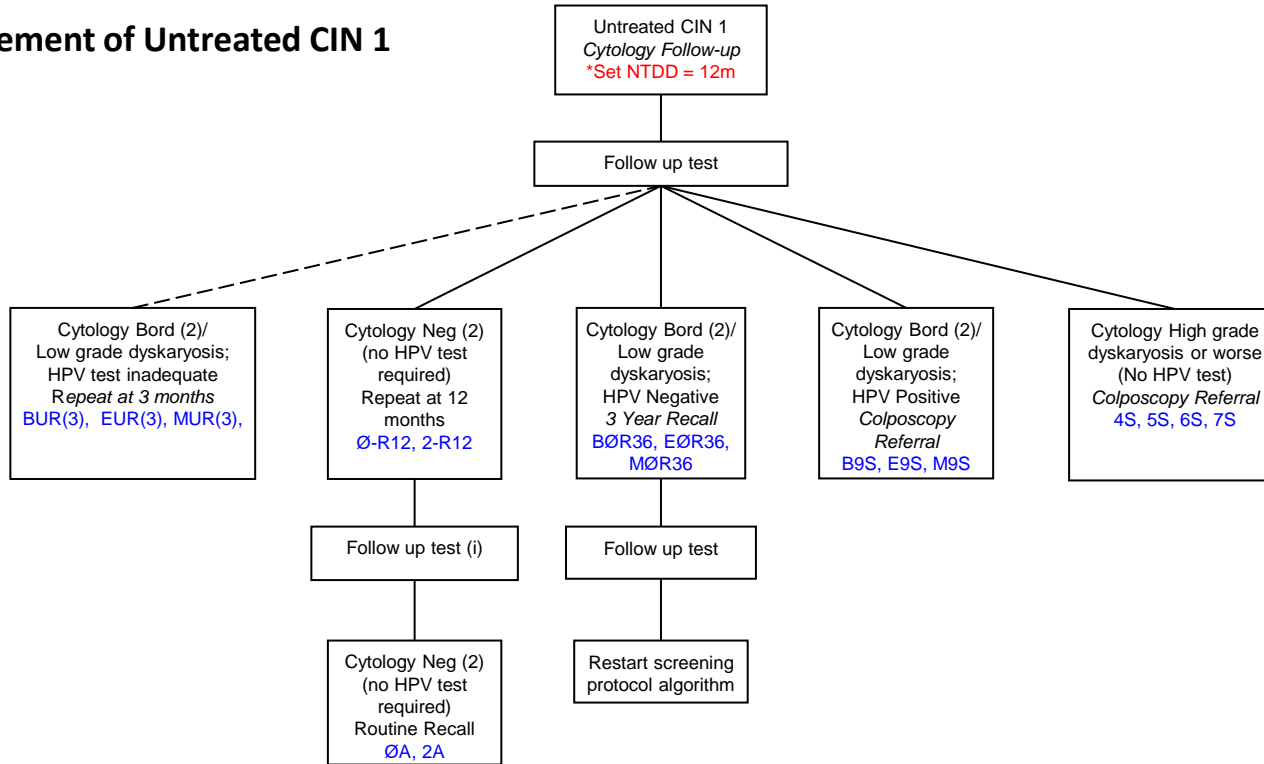 ement of Untreated CIN 1
Untreated CIN 1
Cytology Follow-up
*Set NTDD = 12m
Follow up test
Cytology Bord (2)/
Low grade dyskaryosis;
HPV test inadequate
Repeat at 3 months
BUR(3), EUR(3), MUR(3),
Cytology Neg (2)
(no HPV test
required)
Repeat at 12
months
Ø-R12, 2-R12
Cytology Bord (2)/
Low grade
dyskaryosis;
HPV Negative
3 Year Recall
BØR36, EØR36,
MØR36
Cytology Bord (2)/
Low grade
dyskaryosis;
HPV Positive
Colposcopy
Referral
B9S, E9S, M9S
Cytology High grade
dyskaryosis or worse
(No HPV test)
Colposcopy Referral
4S, 5S, 6S, 7S
Follow up test (i)
Follow up test
Cytology Neg (2)
(no HPV test
required)
Routine Recall
ØA, 2A
Restart screening
protocol algorithm